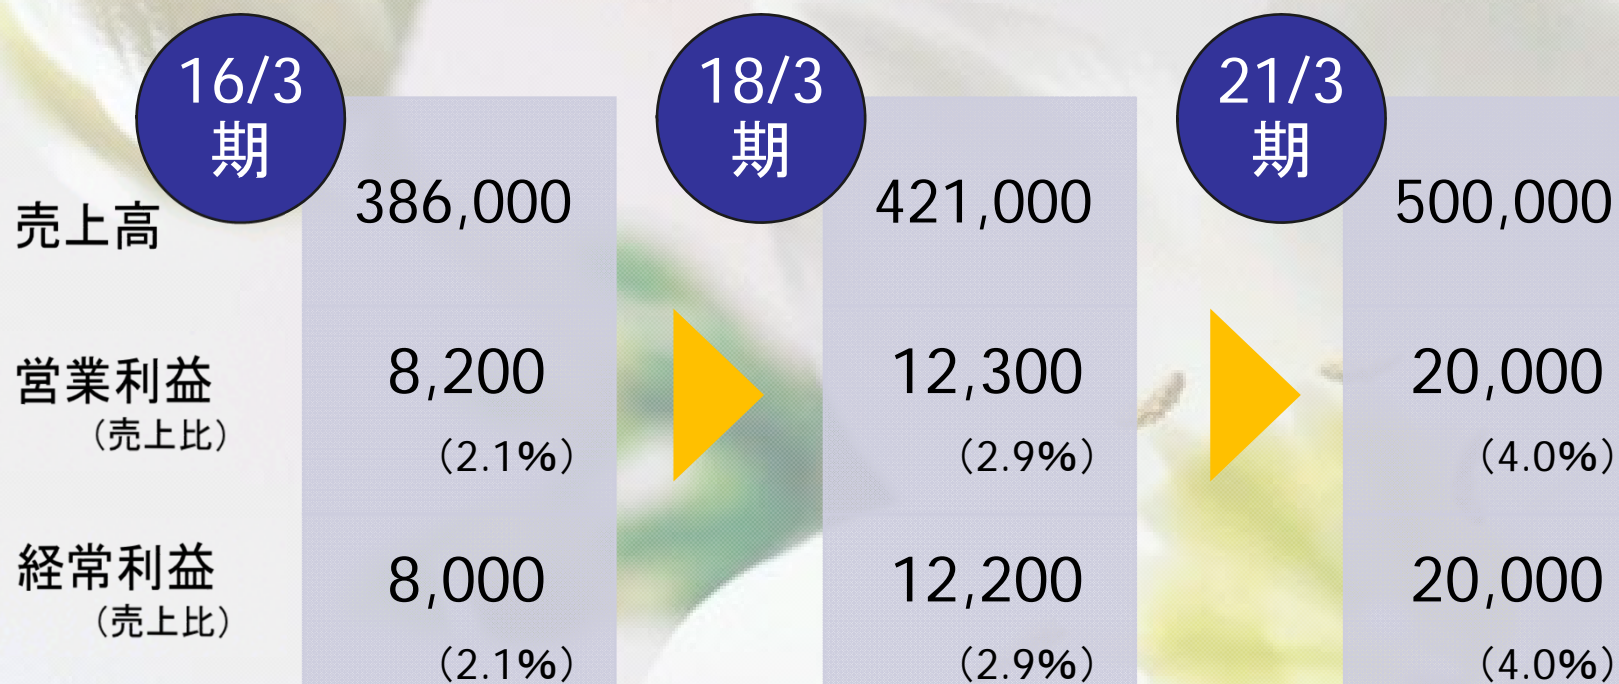 16/3
期
18/3
期
21/3
期
売上高 386,000 421,000 500,000
営業利益 8,200 12,300 20,000
（売上比） （2.1%） （2.9%） （4.0%）
経常利益 8,000 12,200 20,000
（売上比） （2.1%） （2.9%） （4.0%）